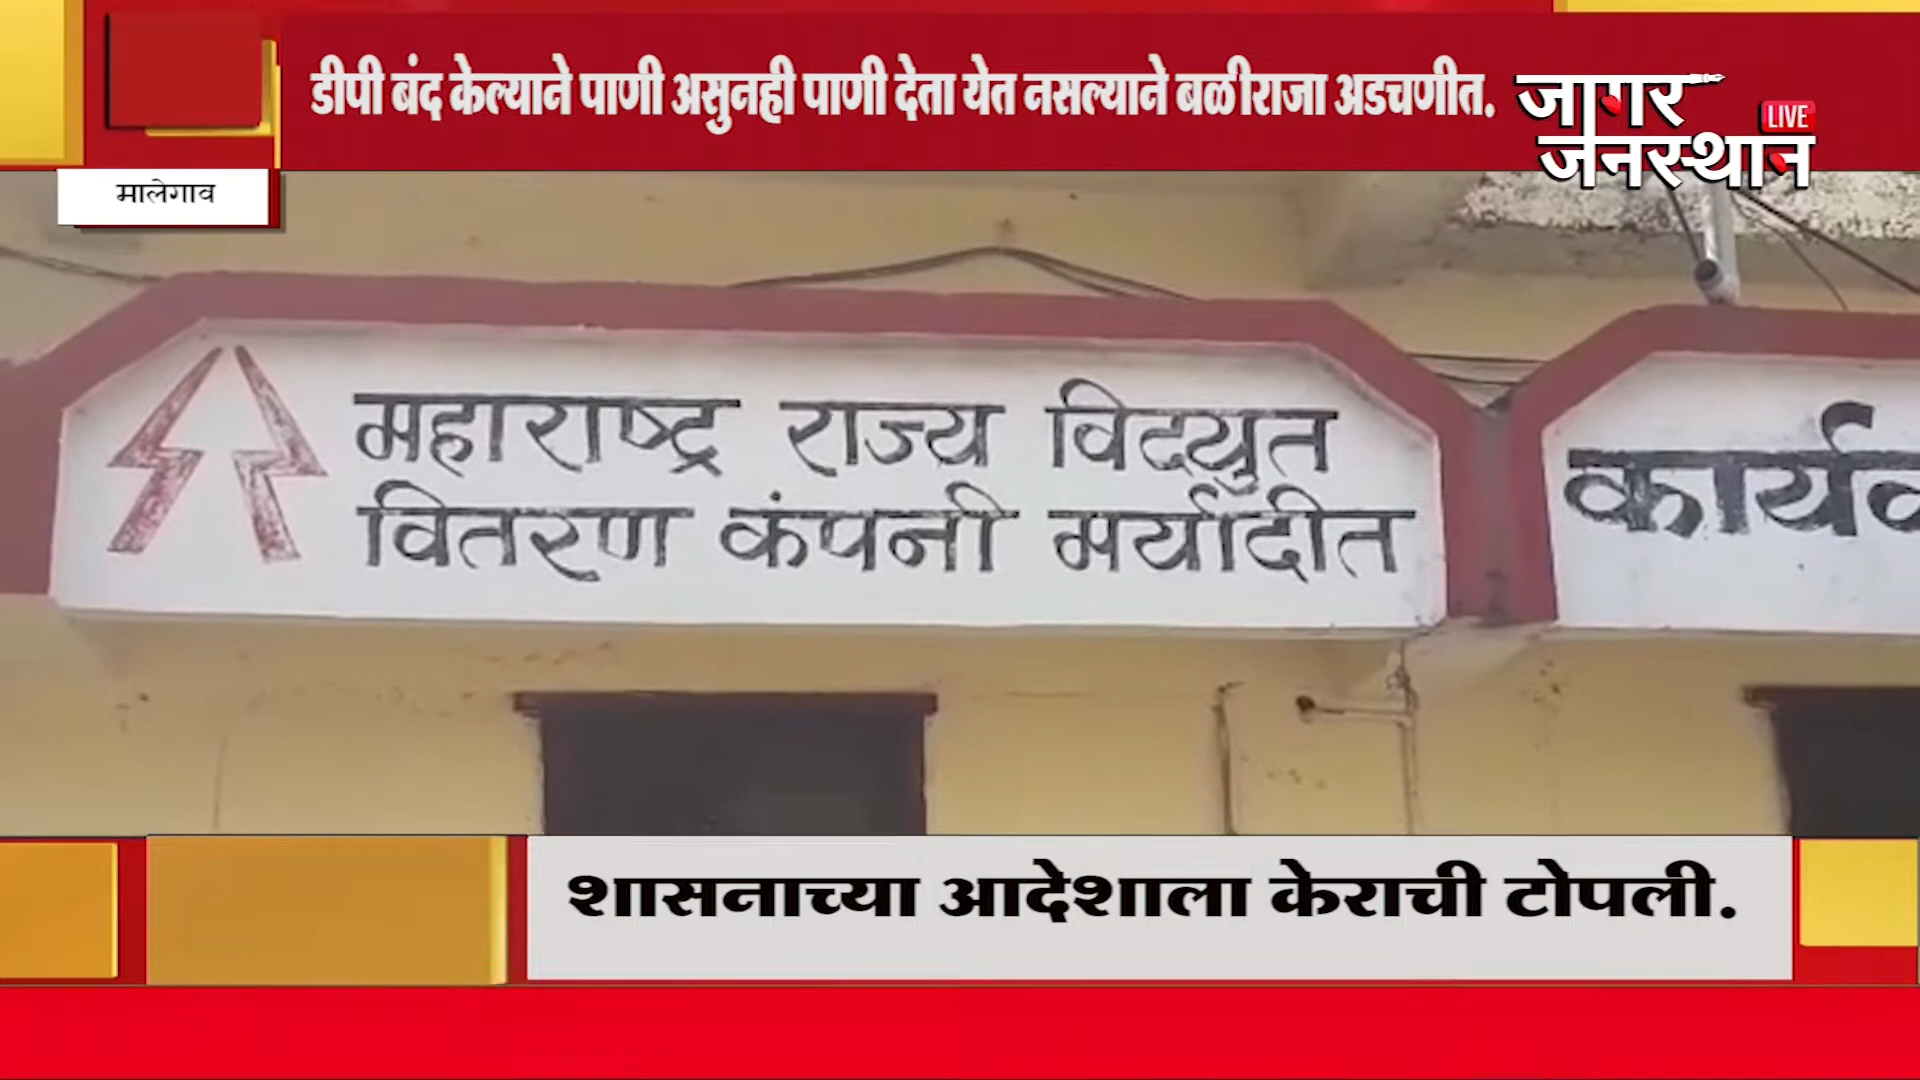 डीपी बंद केल्याने पाणी असुनही पाणी देता येत नसल्याने बळीराजा अडचणीत.
जागर
LIVE
जनस्थान
मालेगाव
महाराष्ट्र राज्य विद्युत
वितरण कंपनी मर्यादीत
शासनाच्या आदेशाला केराची टोपली.